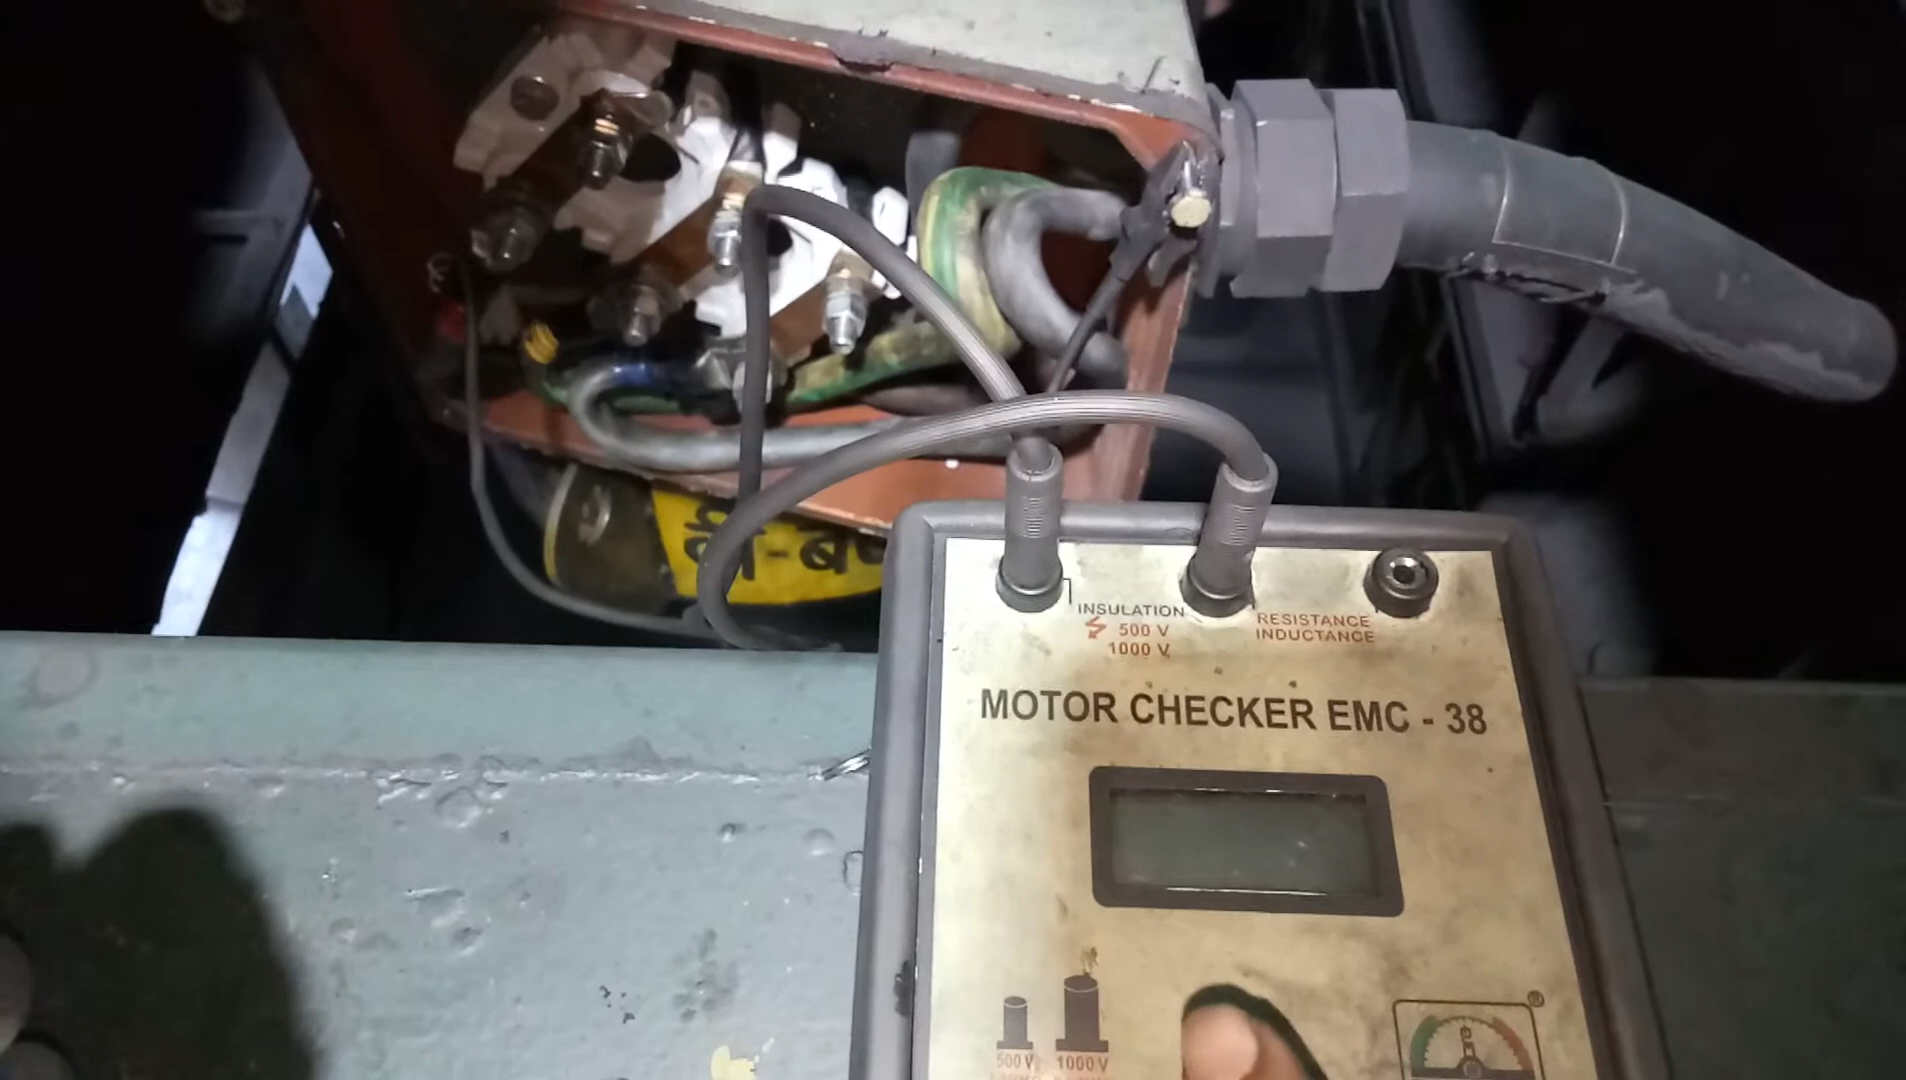 बी-ब
INSULATION
500 V
1000 V
RESISTANCE
INDUCTANCE
MOTOR CHECKER EMC - 38
500 V 1000 V
®